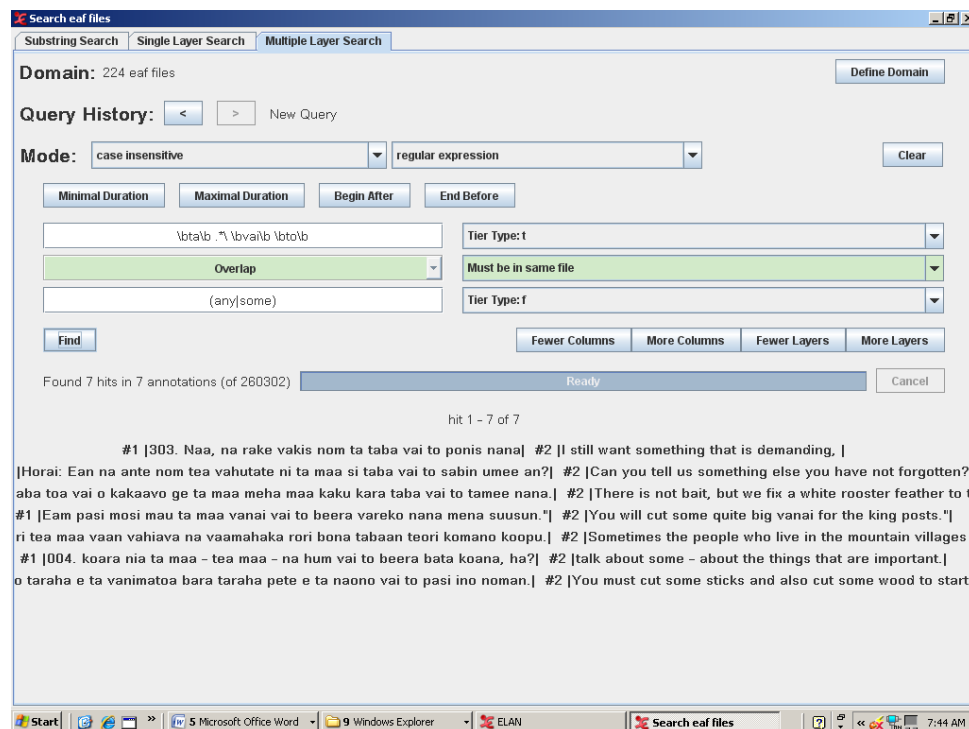 Search eaf files
Substring Search Single Layer Search Multiple Layer Search
Domain: 224 eaf files Define Domain
Query History: < > New Query
Mode: case insensitive regular expression Clear
Minimal Duration Maximal Duration Begin After End Before
\bta\b .*\ \bvai\b \bto\b Tier Type: t
Overlap Must be in same file
(any|some) Tier Type: f
Find Fewer Columns More Columns Fewer Layers More Layers
Found 7 hits in 7 annotations (of 260302) Ready Cancel
hit 1 - 7 of 7
#1 |303. Naa, na rake vakis nom ta taba vai to ponis nana| #2 |I still want something that is demanding, |
|Horai: Ean na ante nom tea vahutate ni ta maa si taba vai to sabin umee an?| #2 |Can you tell us something else you have not forgotten?
aba toa vai o kakaavo ge ta maa meha maa kaku kara taba vai to tamee nana.| #2 |There is not bait, but we fix a white rooster feather to t
#1 |Eam pasi mosi mau ta maa vanai vai to beera vareko nana mena suusun."| #2 |You will cut some quite big vanai for the king posts."|
ri tea maa vaan vahiava na vaamahaka rori bona tabaan teori komano koopu.| #2 |Sometimes the people who live in the mountain villages
#1 |004. koara nia ta maa - tea maa - na hum vai to beera bata koana, ha?| #2 |talk about some - about the things that are important.|
o taraha e ta vanimatoa bara taraha pete e ta naono vai to pasi ino noman.| #2 |You must cut some sticks and also cut some wood to start
Start » 5 Microsoft Office Word 9 Windows Explorer ELAN Search eaf files « 7:44 AM